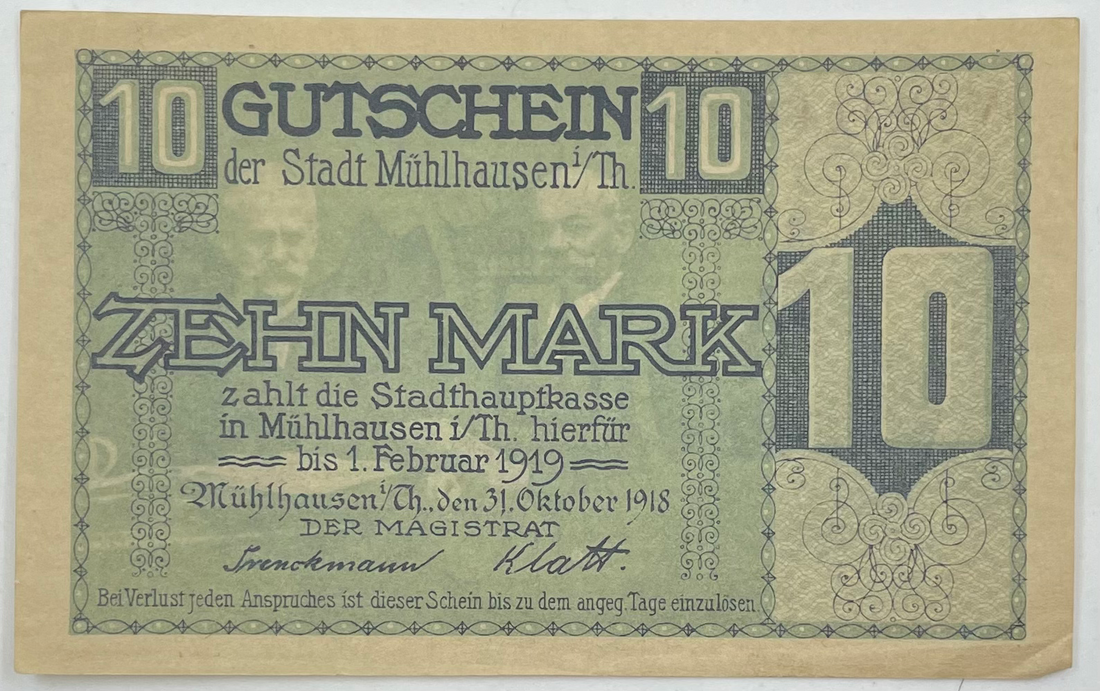 10 GUTSCHEIN 10
der Stadt Mühlhausen i/Th.
ZEHN MARK
10
zahlt die Stadthauptkasse
in Mühlhausen i/Th. hierfür
bis 1. Februar 1919
Mühlhausen i/Th., den 31. Oktober 1918
DER MAGISTRAT
Trenckmann Klatt.
Bei Verlust jeden Anspruches ist dieser Schein bis zu dem angeg. Tage einzulösen.